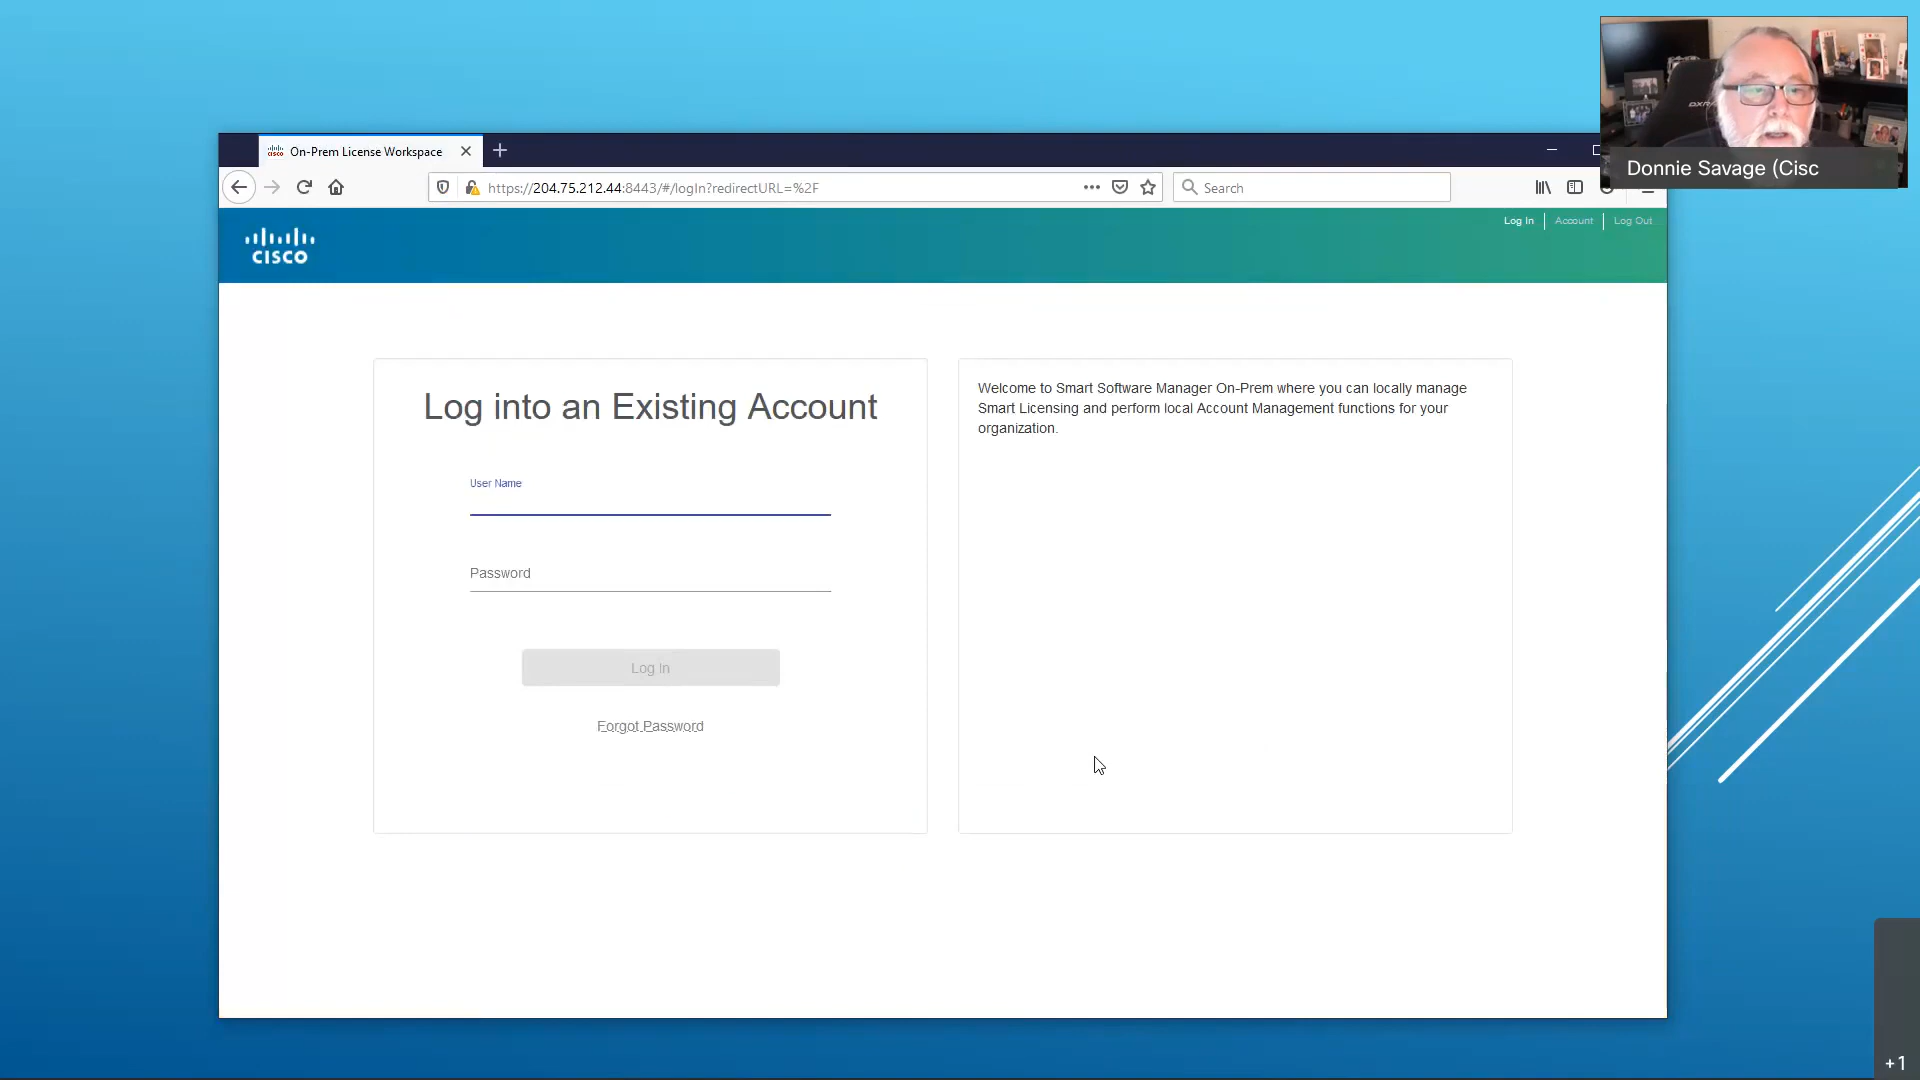 Donnie Savage (Cisc
On-Prem License Workspace
https://204.75.212.44:8443/#/logIn?redirectURL=%2F
Search
Log In
Account
Log Out
CISCO
Log into an Existing Account
User Name
Password
Log In
Forgot Password
Welcome to Smart Software Manager On-Prem where you can locally manage
Smart Licensing and perform local Account Management functions for your
organization.
+1